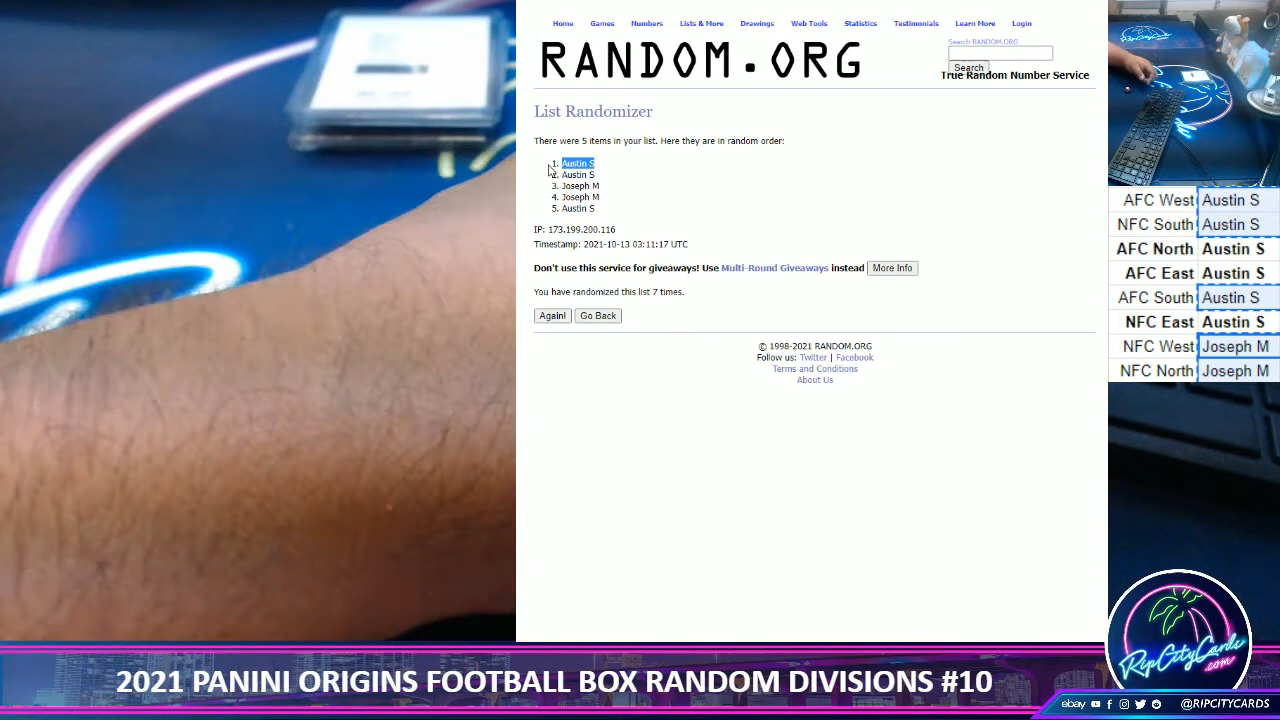 Home Games Numbers Lists & More Drawings Web Tools Statistics Testimonials Learn More Login
RANDOM.ORG
Search RANDOM.ORG
Search
True Random Number Service
List Randomizer
There were 5 items in your list. Here they are in random order:
1. Austin S
2. Austin S
3. Joseph M
4. Joseph M
5. Austin S
IP: 173.199.200.116
Timestamp: 2021-10-13 03:11:17 UTC
Don't use this service for giveaways! Use Multi-Round Giveaways instead More Info
You have randomized this list 7 times.
Again! Go Back
© 1998-2021 RANDOM.ORG
Follow us: Twitter | Facebook
Terms and Conditions
About Us
AFC West Austin S
NFC South Austin S
AFC North Austin S
AFC East Austin S
AFC South Austin S
NFC East Austin S
NFC West Joseph M
NFC North Joseph M
RipCityCards
.com
2021 PANINI ORIGINS FOOTBALL BOX RANDOM DIVISIONS #10
ebay @RIPCITYCARDS